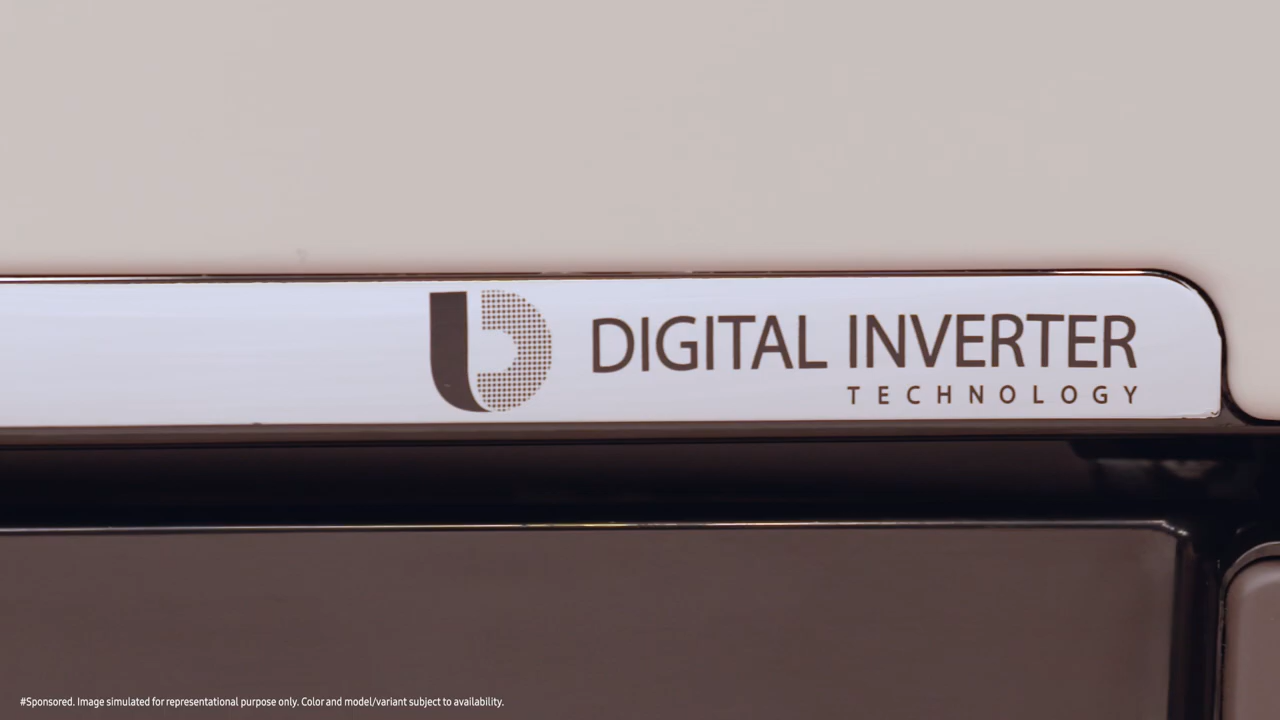 DIGITAL INVERTER
TECHNOLOGY
#Sponsored. Image simulated for representational purpose only. Color and model/variant subject to availability.